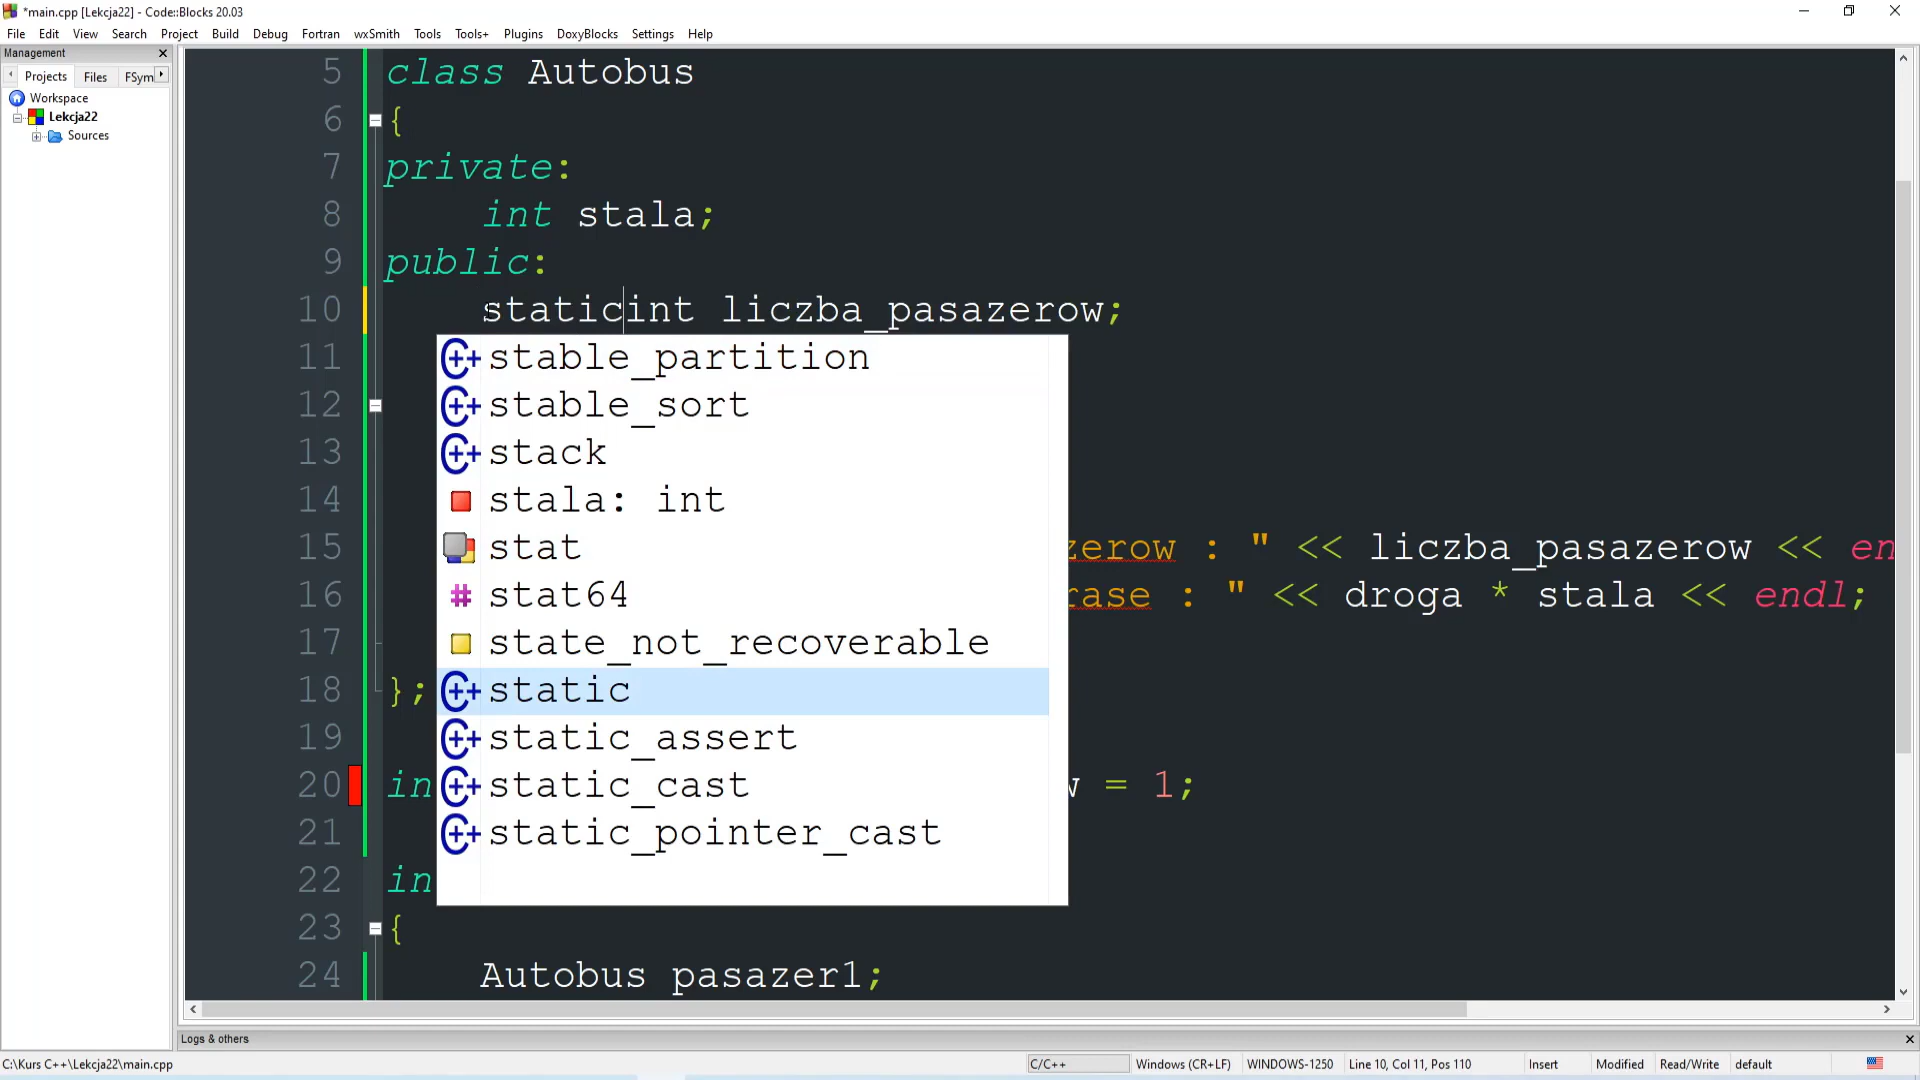 *main.cpp [Lekcja22] - Code::Blocks 20.03
File Edit View Search Project Build Debug Fortran wxSmith Tools Tools+ Plugins DoxyBlocks Settings Help
Management
Projects Files FSym
Workspace
Lekcja22
Sources
5 class Autobus
6 {
7 private:
8 int stala;
9 public:
10 staticint liczba_pasazerow;
11 stable_partition
12 stable_sort
13 stack
14 stala: int
15 stat zerow : " << liczba_pasazerow << en
16 stat64 rase : " << droga * stala << endl;
17 state_not_recoverable
18 }; static
19 static_assert
20 in static_cast = 1;
21 static_pointer_cast
22 in
23 {
24 Autobus pasazer1;
Logs & others
C:\Kurs C++\Lekcja22\main.cpp C/C++ Windows (CR+LF) WINDOWS-1250 Line 10, Col 11, Pos 110 Insert Modified Read/Write default